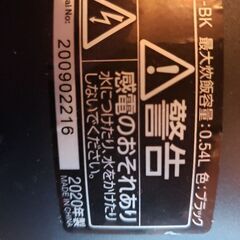 -BK 最大炊飯容量:0.54L 色:ブラック
警告
感電のおそれあり
水につけたり、水をかけたり
しないでください。
2020年製
MADE IN CHINA
Serial No:
200902216